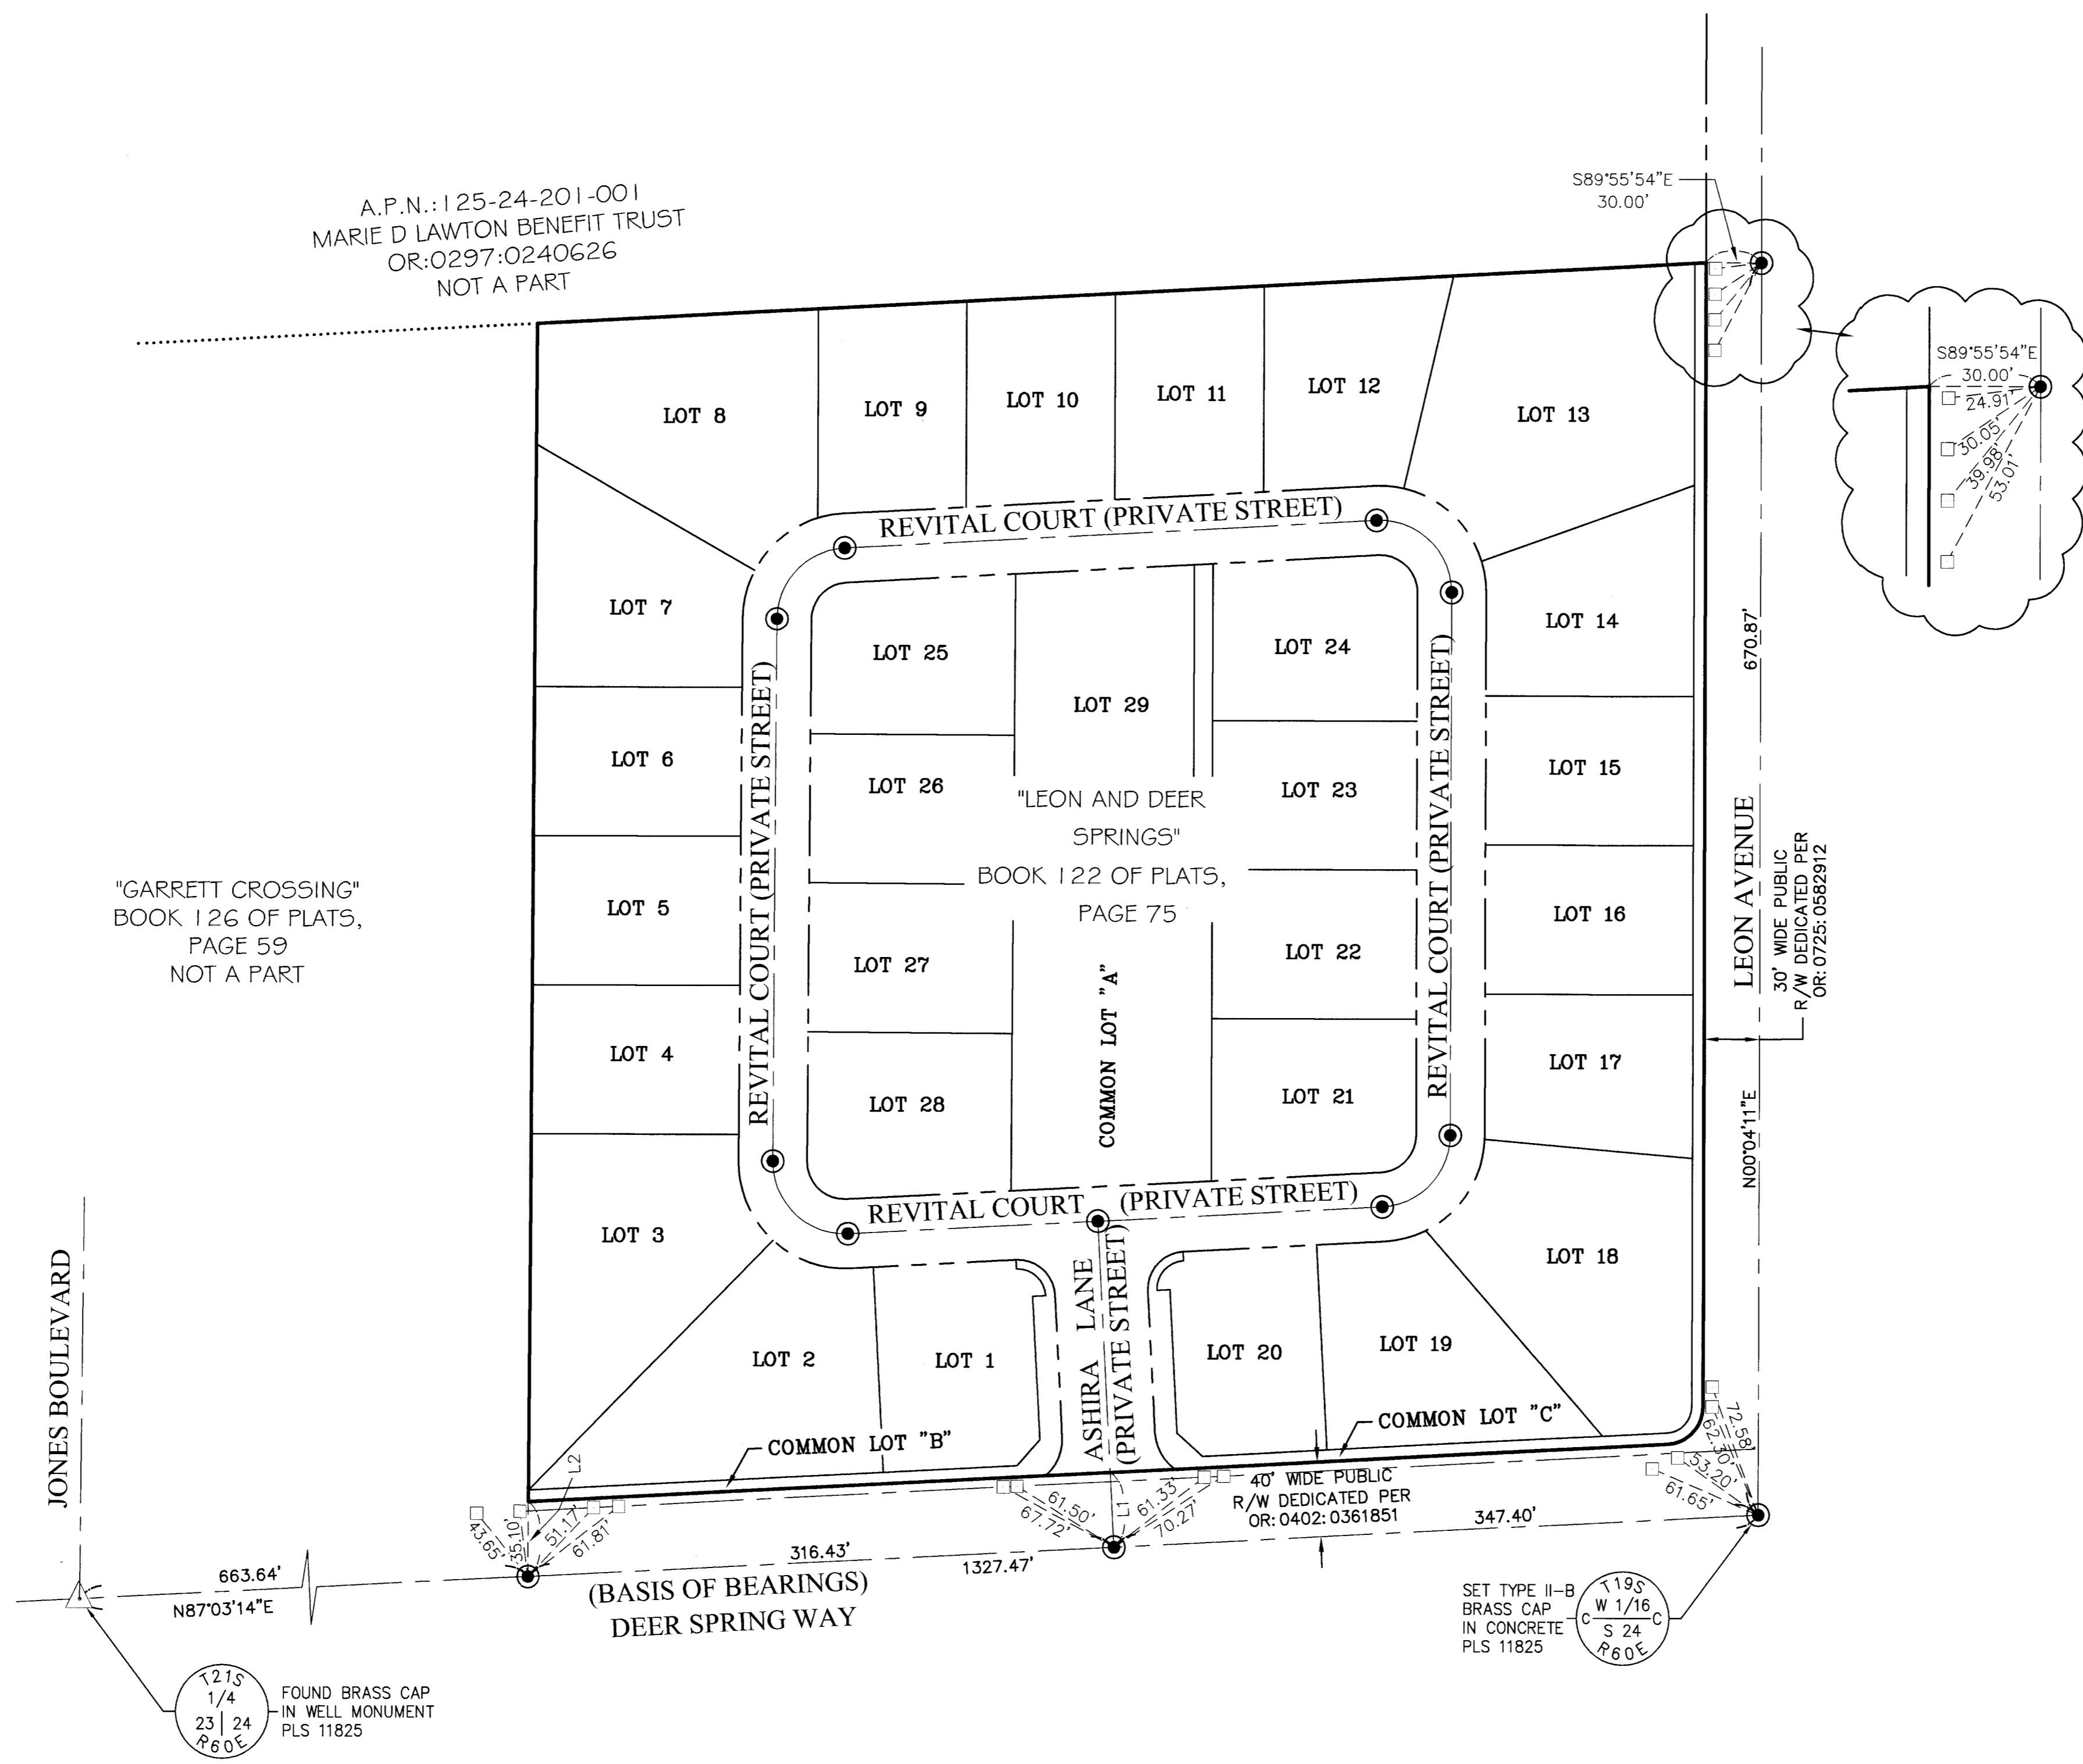 A.P.N.:125-24-201-001
MARIE D LAWTON BENEFIT TRUST
OR:0297:0240626
NOT A PART
S89°55'54"E
30.00'
S89°55'54"E
30.00'
24.91'
30.05'
39.98'
53.01'
LOT 8
LOT 9
LOT 10
LOT 11
LOT 12
LOT 13
REVITAL COURT (PRIVATE STREET)
LOT 7
LOT 25
LOT 29
LOT 24
LOT 14
670.87'
REVITAL COURT (PRIVATE STREET)
REVITAL COURT (PRIVATE STREET)
LOT 6
LOT 26
LOT 23
LOT 15
"LEON AND DEER
SPRINGS"
BOOK 122 OF PLATS,
PAGE 75
"GARRETT CROSSING"
BOOK 126 OF PLATS,
PAGE 59
NOT A PART
LOT 5
LOT 27
LOT 22
LOT 16
LEON AVENUE
30' WIDE PUBLIC
R/W DEDICATED PER
OR:0725:0582912
COMMON LOT "A"
LOT 4
LOT 28
LOT 21
LOT 17
N00°04'11"E
REVITAL COURT
(PRIVATE STREET)
LOT 3
LOT 18
ASHIRA LANE
(PRIVATE STREET)
LOT 2
LOT 1
LOT 20
LOT 19
JONES BOULEVARD
COMMON LOT "B"
COMMON LOT "C"
L2
43.65'
35.10'
51.17'
61.81'
61.50'
67.72'
L1
61.33'
70.27'
40' WIDE PUBLIC
R/W DEDICATED PER
OR:0402:0361851
72.58'
62.30'
53.20'
61.65'
663.64'
N87°03'14"E
316.43'
1327.47'
347.40'
(BASIS OF BEARINGS)
DEER SPRING WAY
SET TYPE II-B
BRASS CAP
IN CONCRETE
PLS 11825
T19S
W 1/16
C C
S 24
R60E
T21S
1/4
23 24
R60E
FOUND BRASS CAP
IN WELL MONUMENT
PLS 11825